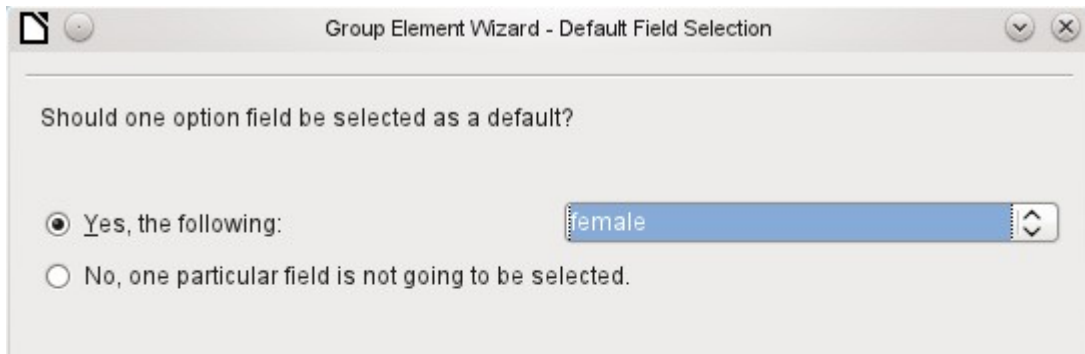 Group Element Wizard - Default Field Selection
Should one option field be selected as a default?
Yes, the following:
female
No, one particular field is not going to be selected.